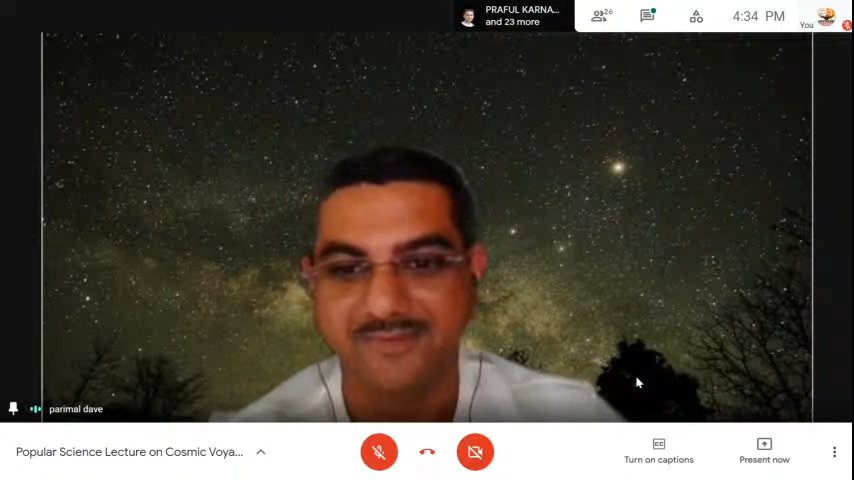 PRAFUL KARNA...
and 23 more
26
4:34 PM
You
parimal dave
Popular Science Lecture on Cosmic Voya...
CC
Turn on captions
Present now